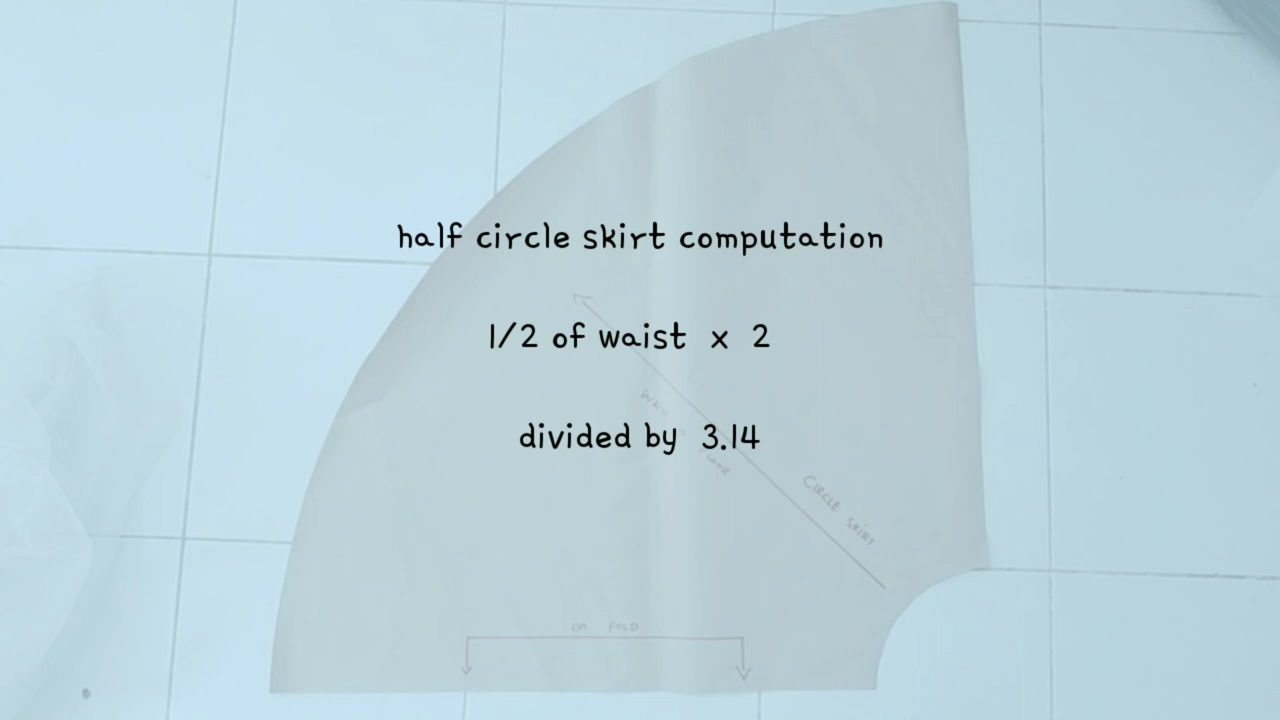 half circle skirt computation
1/2 of waist x 2
divided by 3.14
CIRCLE SKIRT
ON FOLD